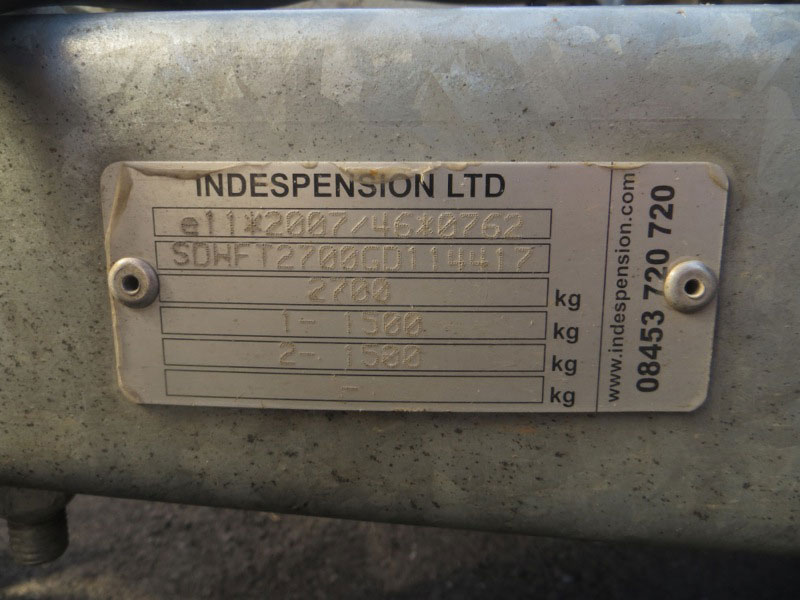 INDESPENSION LTD
e11*2007/46*0762
SDWFT2700GD114417
2700 kg
1- 1500 kg
2- 1500 kg
- kg
www.indespension.com
08453 720 720